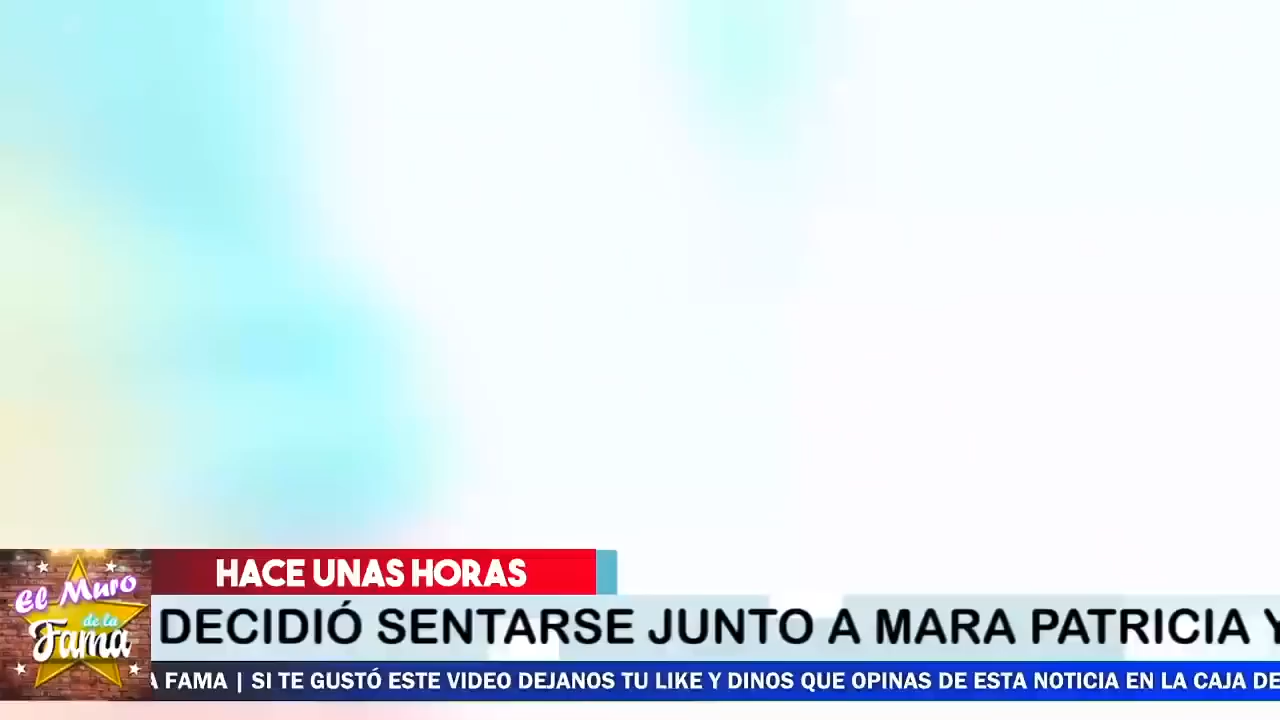 HACE UNAS HORAS
El Muro
de la
Fama
DECIDIÓ SENTARSE JUNTO A MARA PATRICIA Y
A FAMA | SI TE GUSTÓ ESTE VIDEO DEJANOS TU LIKE Y DINOS QUE OPINAS DE ESTA NOTICIA EN LA CAJA DE